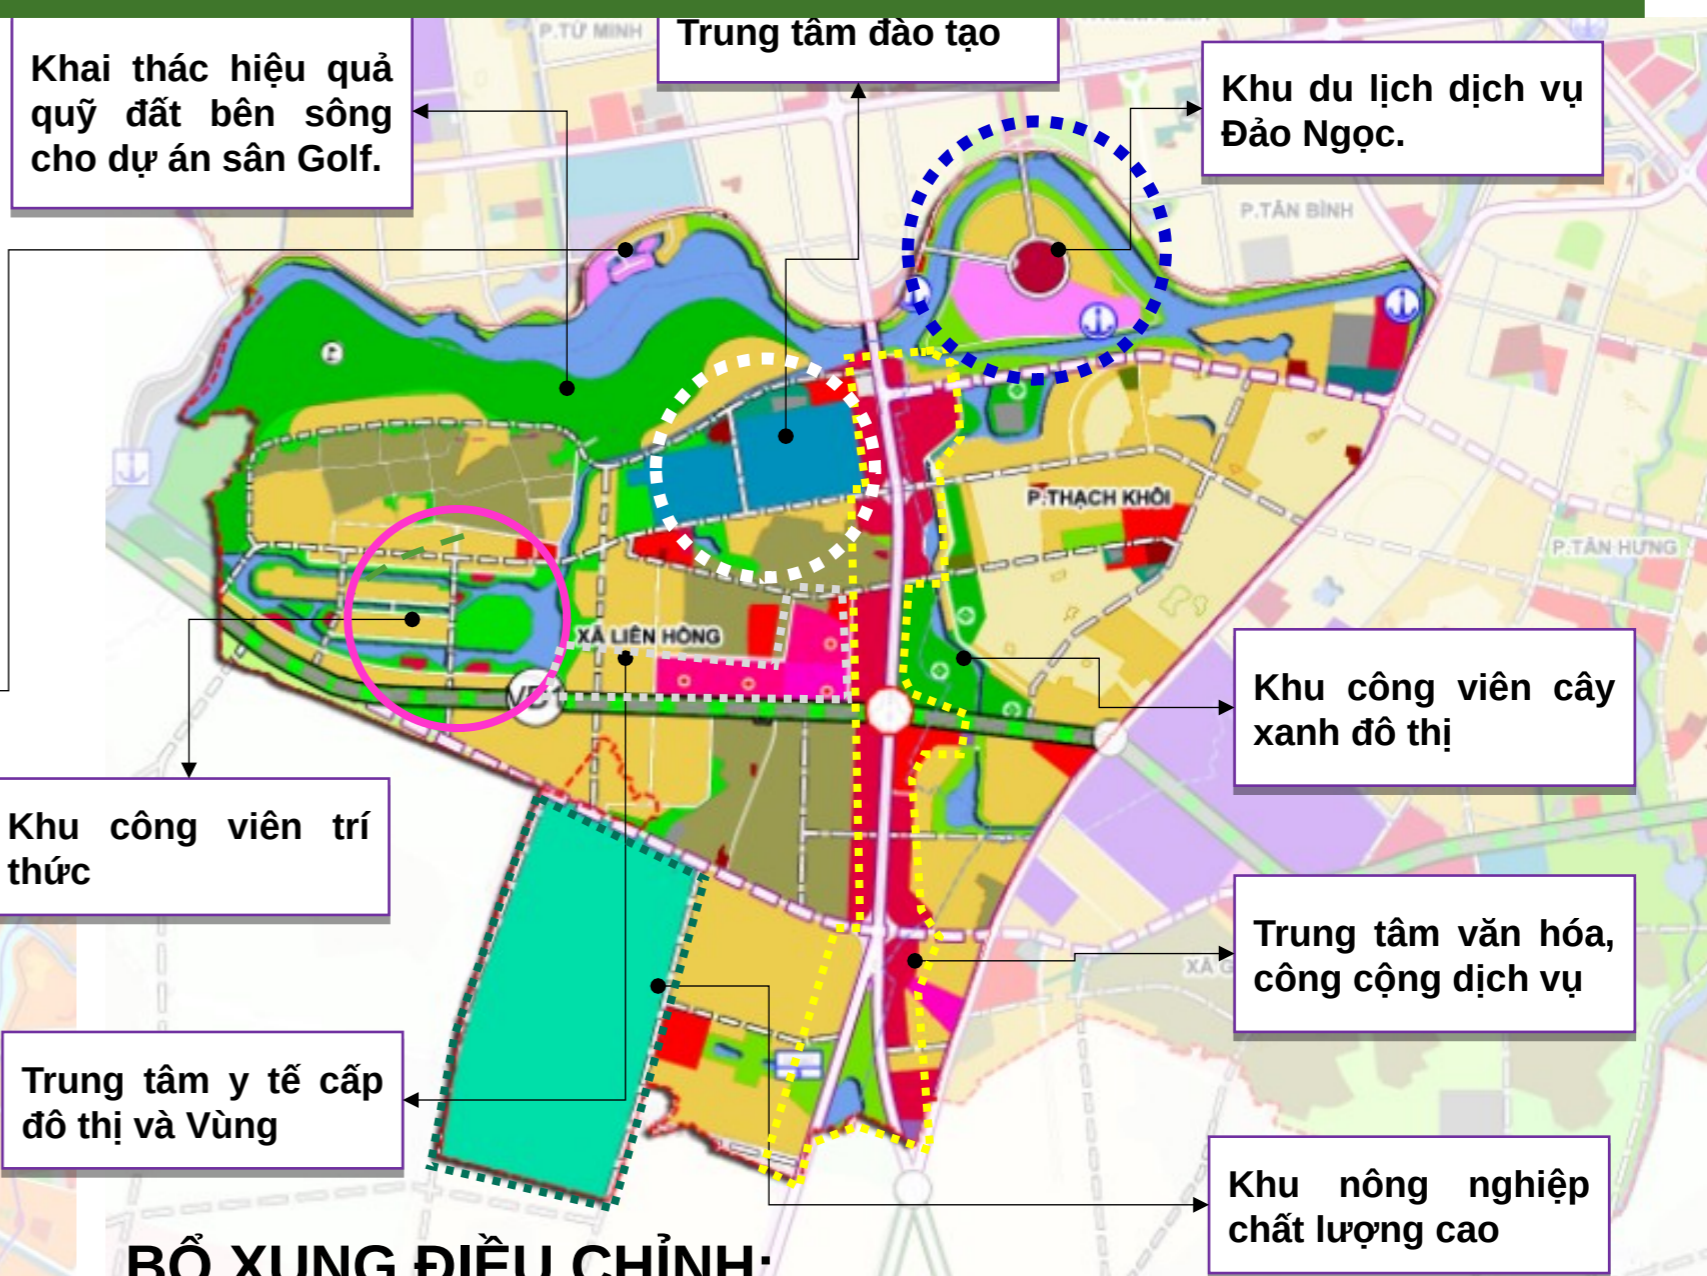 P.TỨ MINH
Trung tâm đào tạo
Khai thác hiệu quả
quỹ đất bên sông
cho dự án sân Golf.
Khu du lịch dịch vụ
Đảo Ngọc.
P.TÂN BÌNH
P.THẠCH KHÔI
P.TÂN HƯNG
XÃ LIÊN HỒNG
Khu công viên cây
xanh đô thị
Khu công viên trí
thức
Trung tâm văn hóa,
công cộng dịch vụ
XÃ G
Trung tâm y tế cấp
đô thị và Vùng
Khu nông nghiệp
chất lượng cao
BỔ XUNG ĐIỀU CHỈNH: